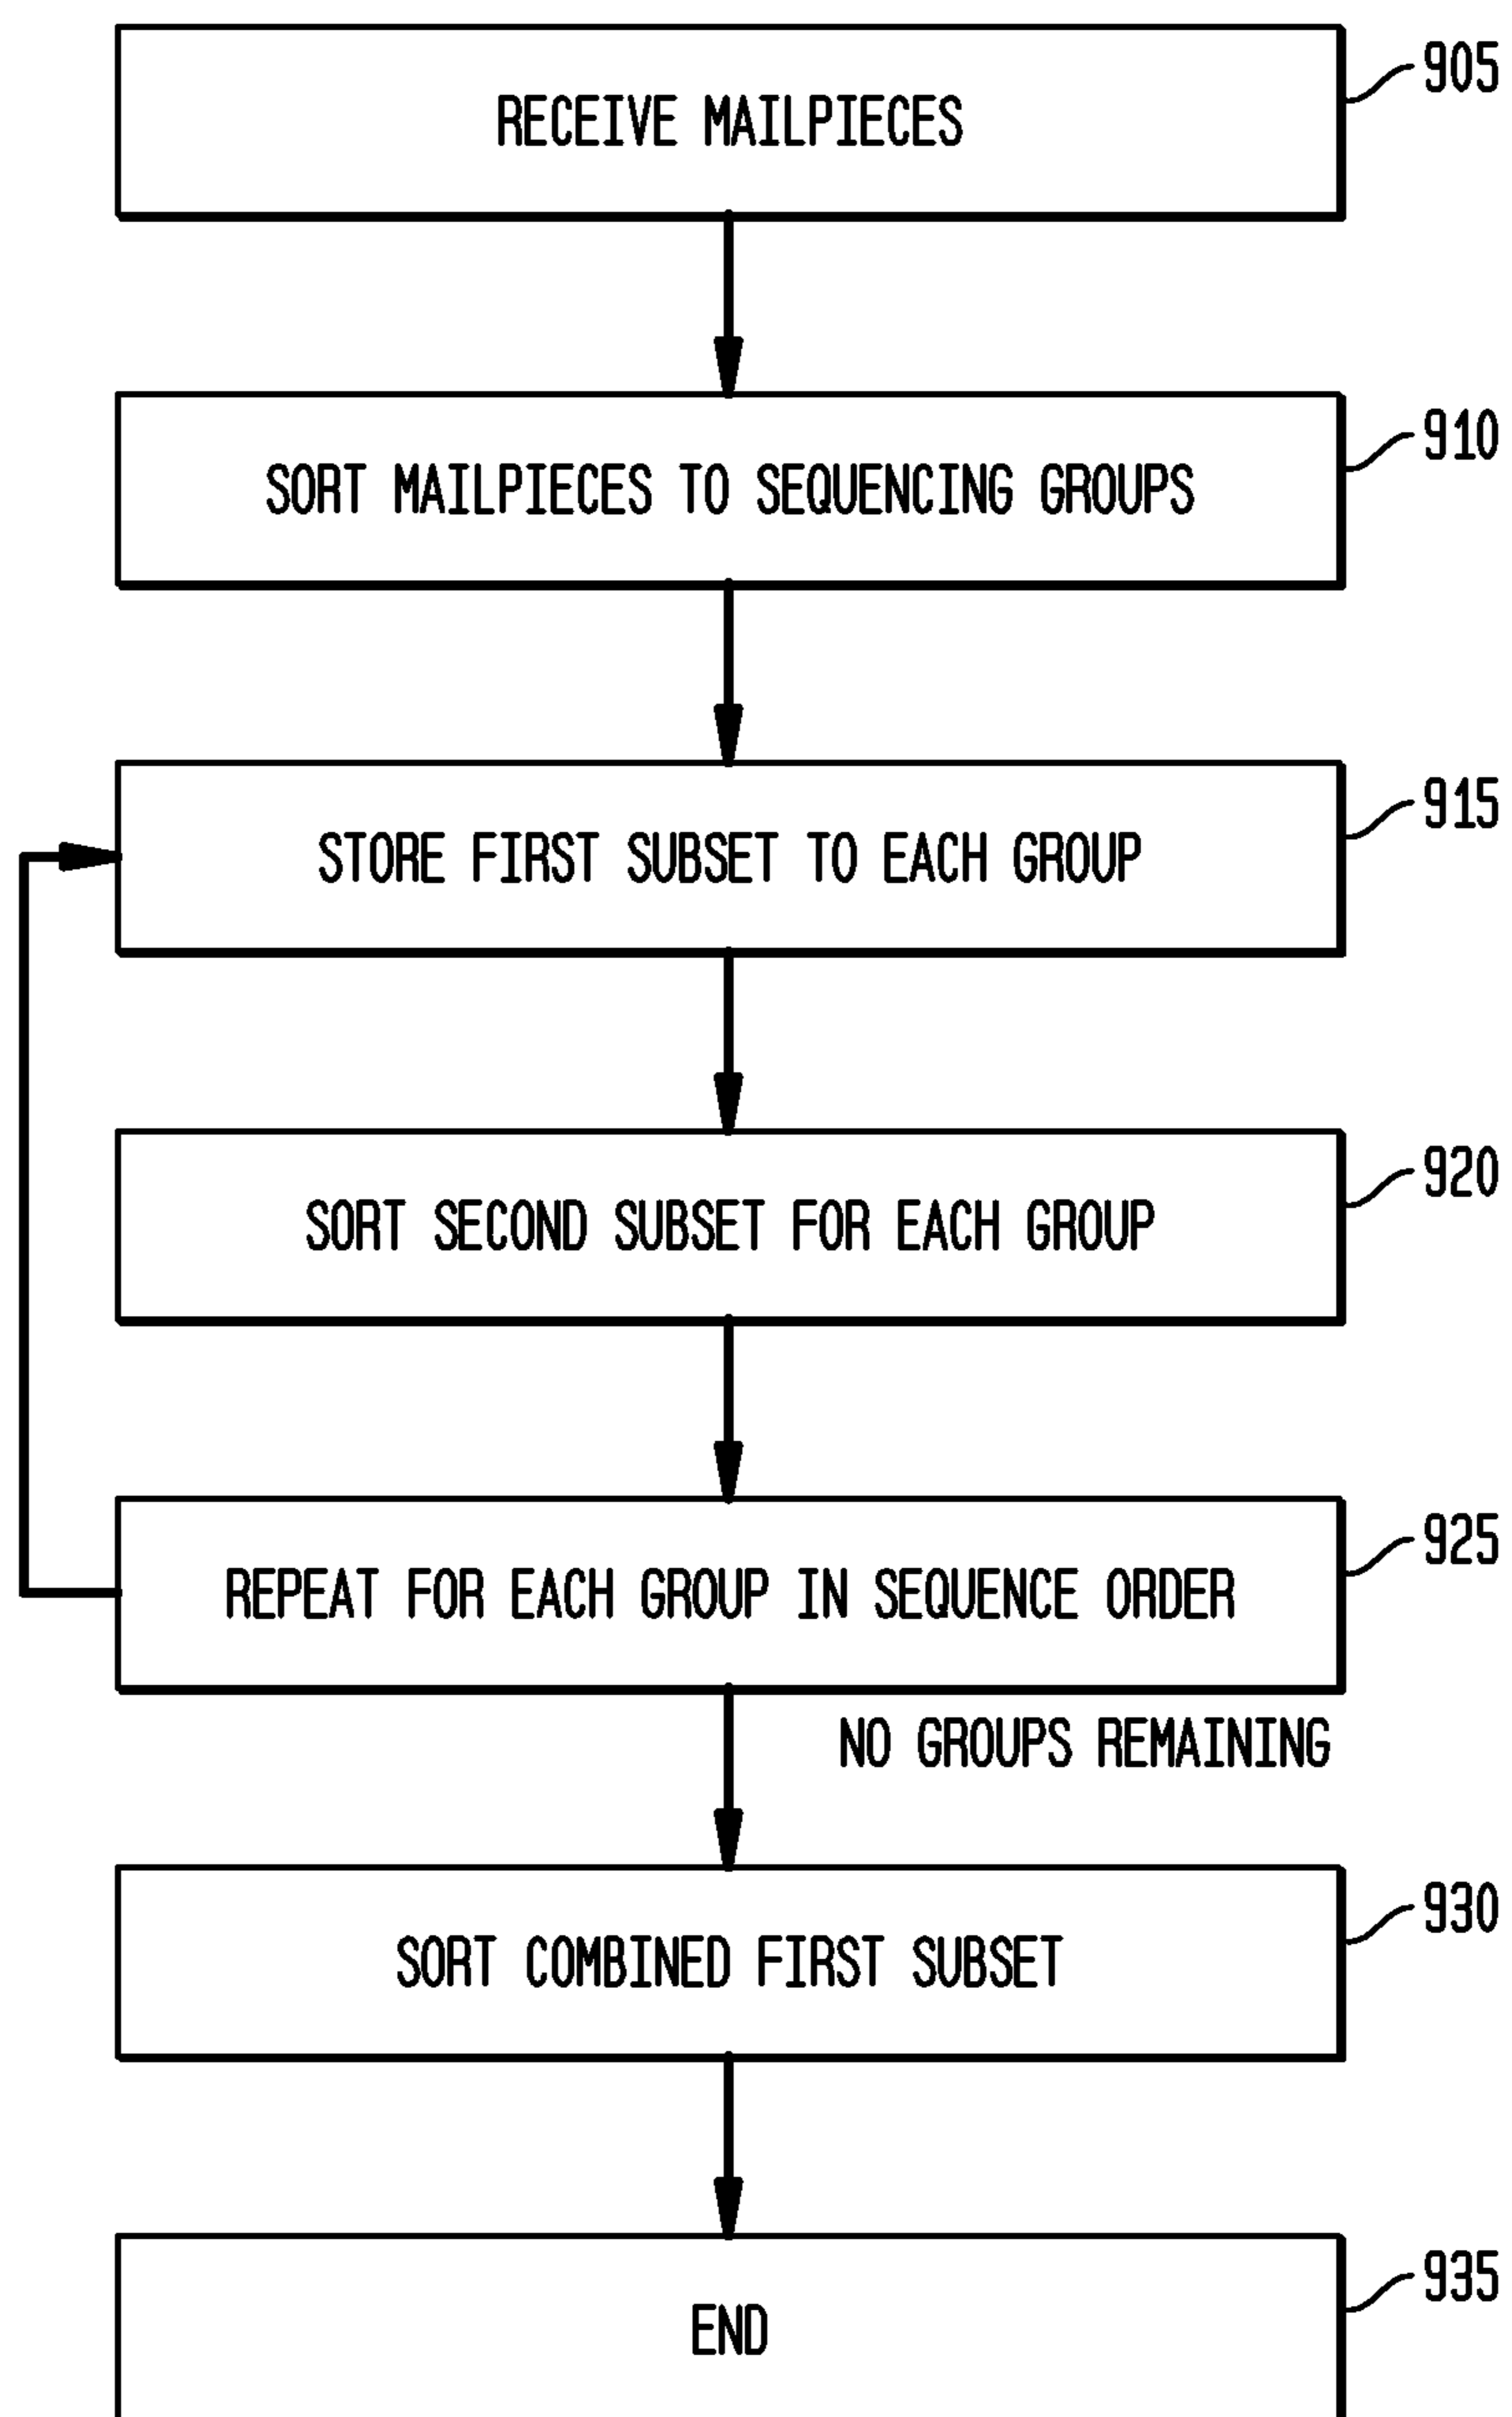 RECEIVE MAILPIECES
905
SORT MAILPIECES TO SEQUENCING GROUPS
910
STORE FIRST SUBSET TO EACH GROUP
915
SORT SECOND SUBSET FOR EACH GROUP
920
REPEAT FOR EACH GROUP IN SEQUENCE ORDER
925
NO GROUPS REMAINING
SORT COMBINED FIRST SUBSET
930
END
935